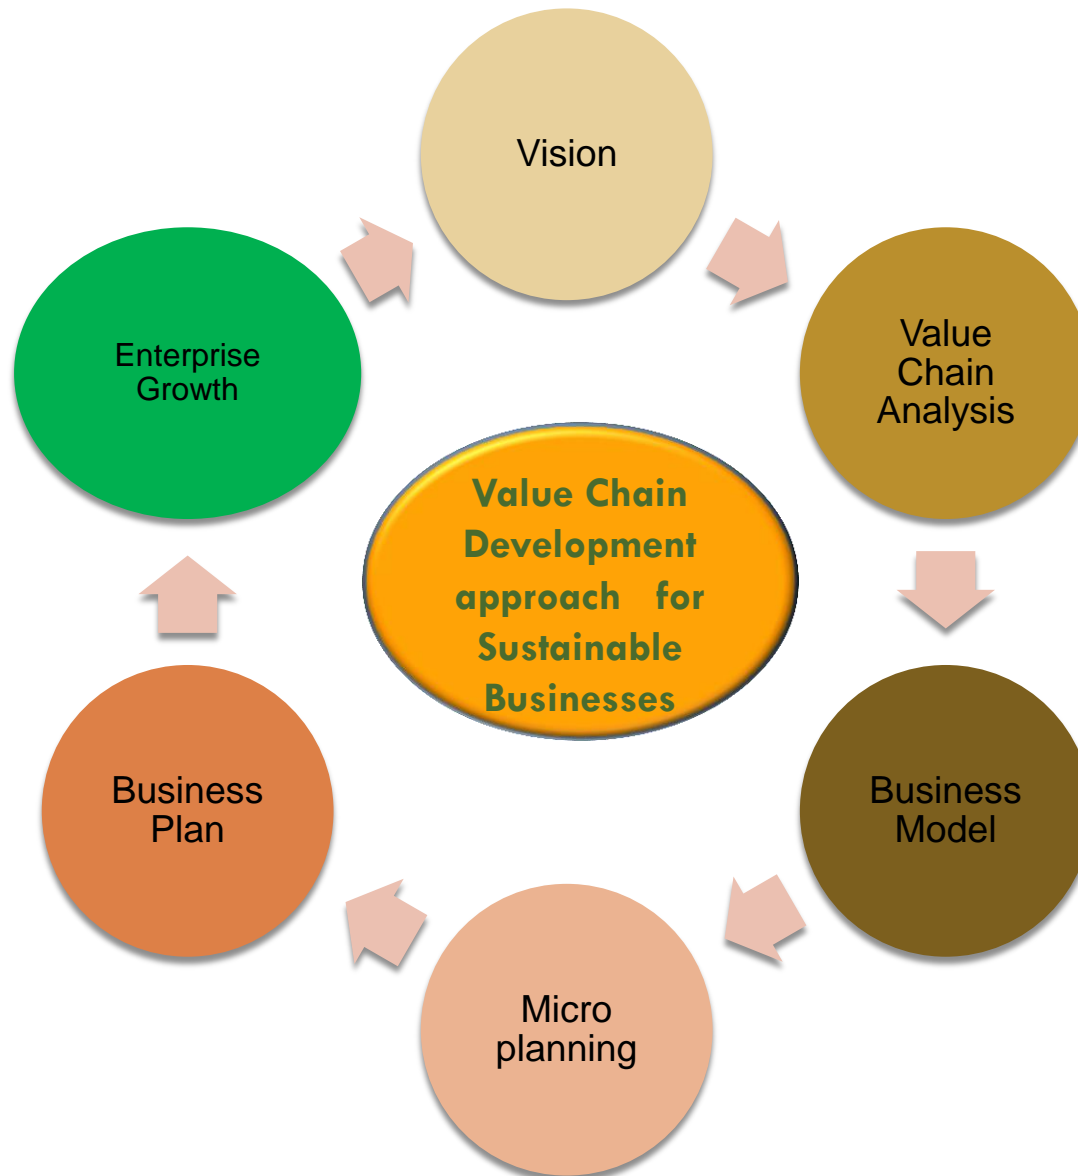 Vision
Value
Chain
Analysis
Business
Model
Micro
planning
Business
Plan
Enterprise
Growth
Value Chain
Development
approach for
Sustainable
Businesses